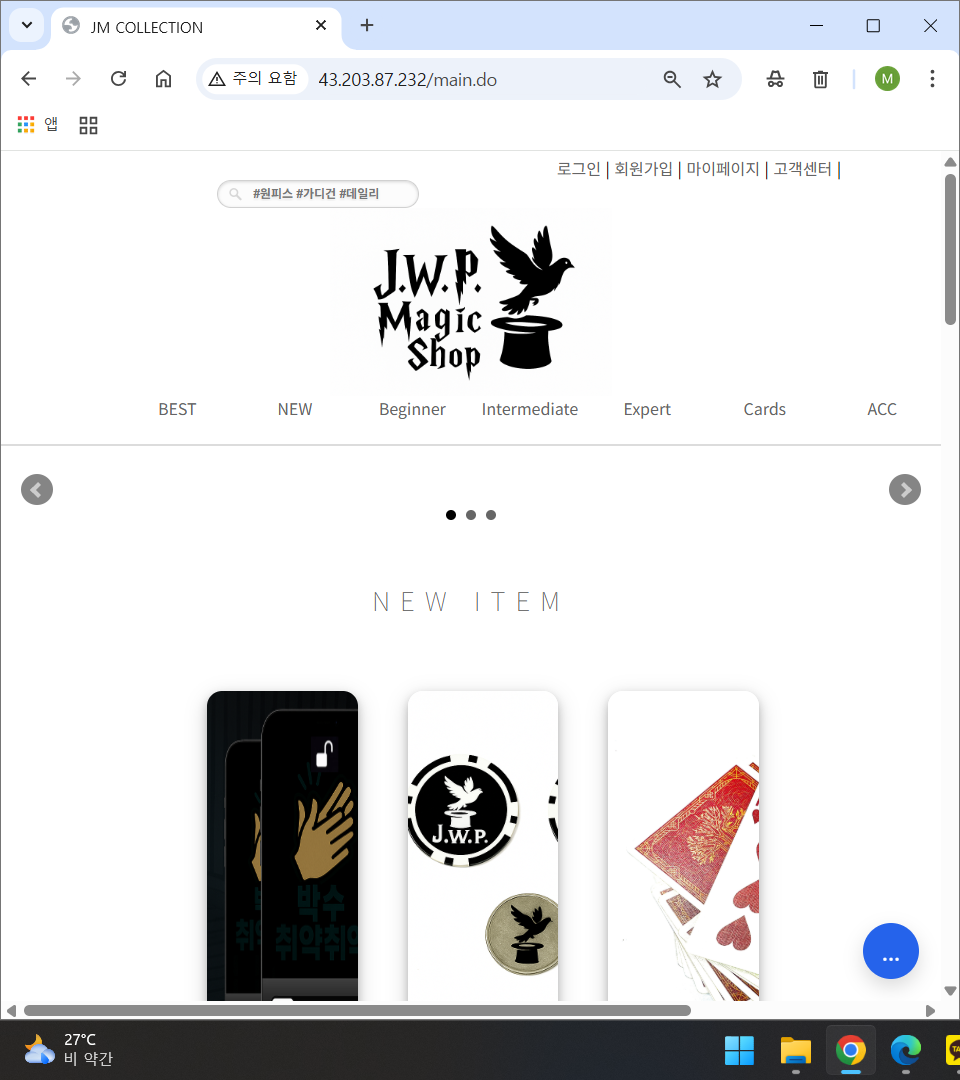 JM COLLECTION
주의 요함
43.203.87.232/main.do
M
앱
로그인 | 회원가입 | 마이페이지 | 고객센터 |
#원피스 #가디건 #데일리
J.W.P.
Magic
Shop
BEST NEW Beginner Intermediate Expert Cards ACC
NEW ITEM
J.W.P.
박수
취약취약
...
27°C
비 약간